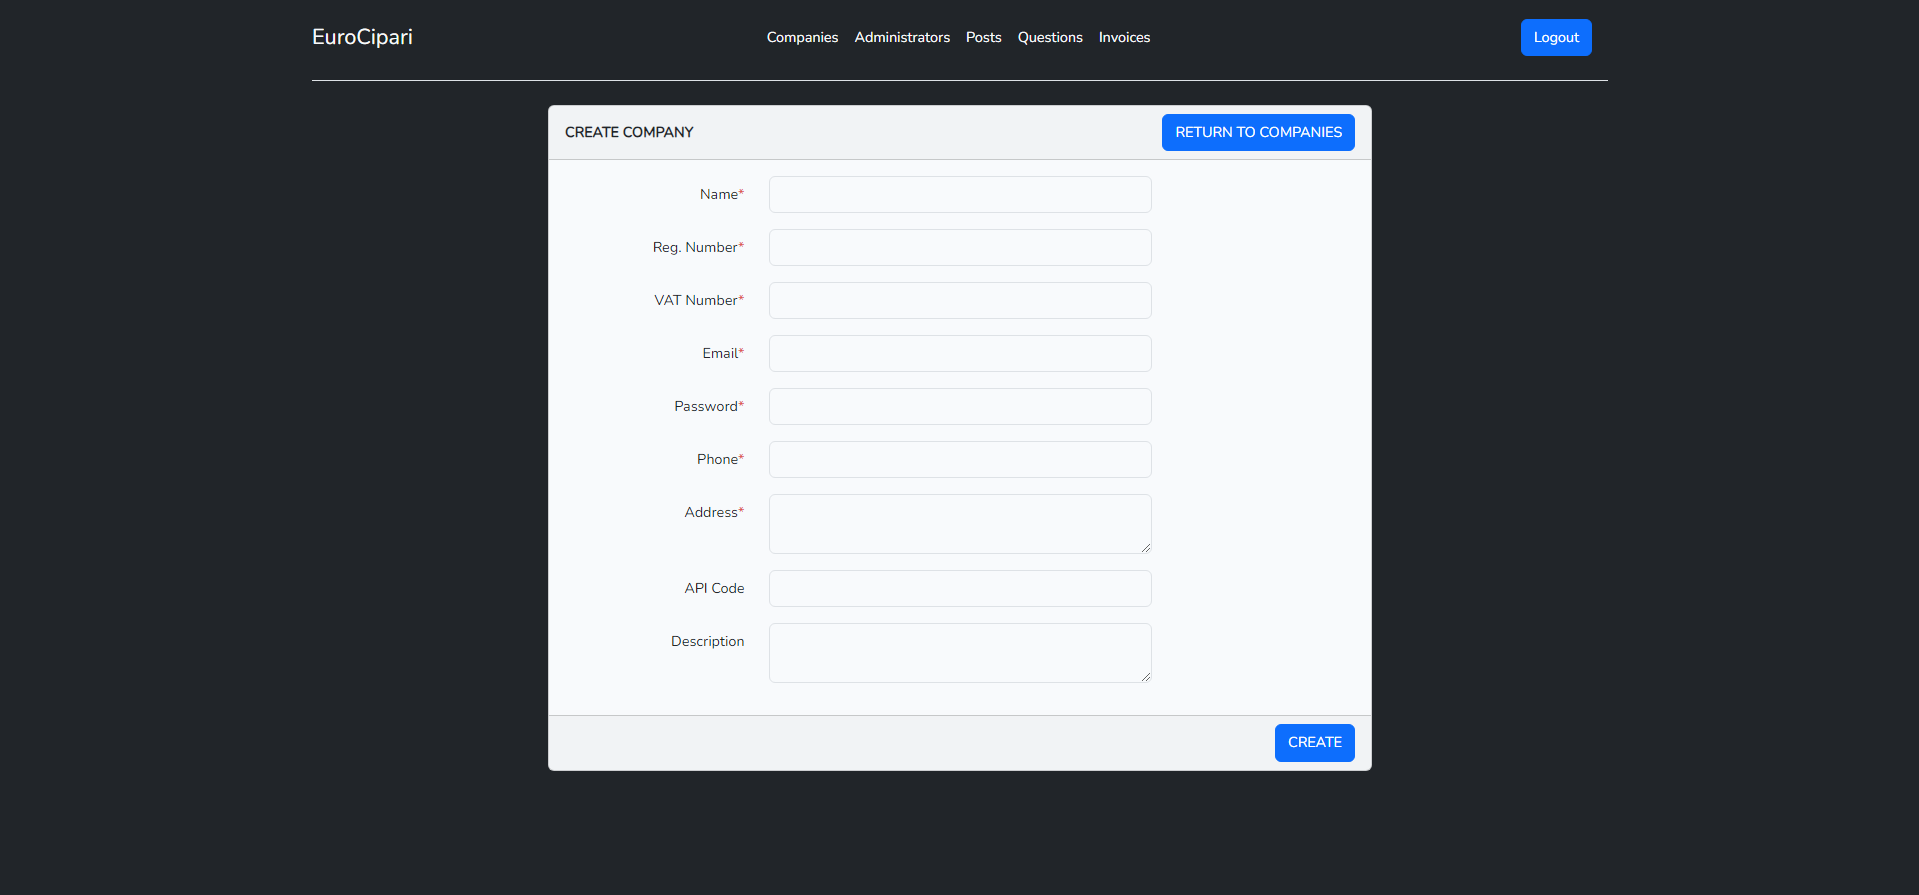 EuroCipari
Companies Administrators Posts Questions Invoices
Logout
CREATE COMPANY
RETURN TO COMPANIES
Name*
Reg. Number*
VAT Number*
Email*
Password*
Phone*
Address*
API Code
Description
CREATE